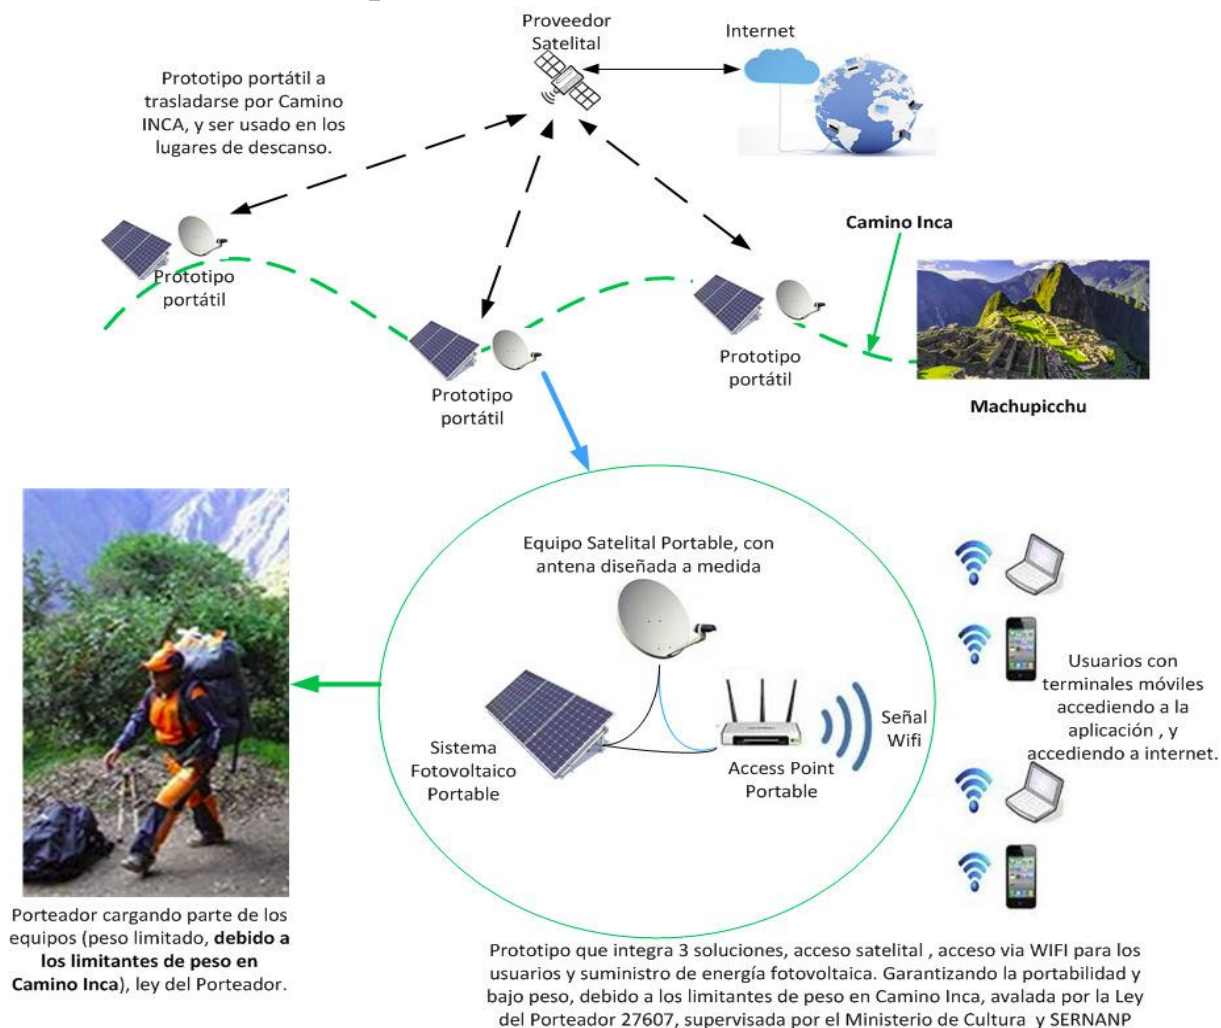 Proveedor
Satelital
Internet
Prototipo portátil a
trasladarse por Camino
INCA, y ser usado en los
lugares de descanso.
Camino Inca
Prototipo
portátil
Prototipo
portátil
Prototipo
portátil
Machupicchu
Equipo Satelital Portable, con
antena diseñada a medida
Sistema
Fotovoltaico
Portable
Access Point
Portable
Señal
Wifi
Usuarios con
terminales móviles
accediendo a la
aplicación , y
accediendo a internet.
Porteador cargando parte de los
equipos (peso limitado, debido a
los limitantes de peso en
Camino Inca), ley del Porteador.
Prototipo que integra 3 soluciones, acceso satelital , acceso via WIFI para los
usuarios y suministro de energía fotovoltaica. Garantizando la portabilidad y
bajo peso, debido a los limitantes de peso en Camino Inca, avalada por la Ley
del Porteador 27607, supervisada por el Ministerio de Cultura y SERNANP